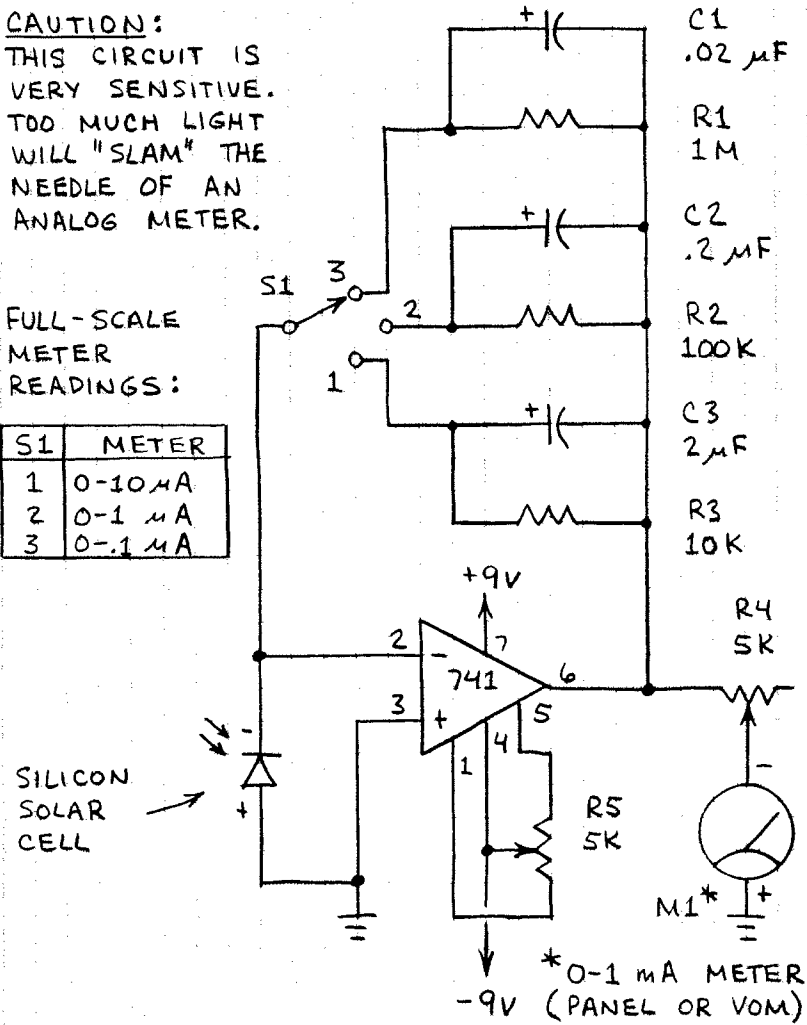 CAUTION:
THIS CIRCUIT IS
VERY SENSITIVE.
TOO MUCH LIGHT
WILL "SLAM" THE
NEEDLE OF AN
ANALOG METER.
FULL-SCALE
METER
READINGS:
S1 METER
1 0-10 μA
2 0-1 μA
3 0-.1 μA
+
C1
.02 μF
R1
1M
+
C2
.2 μF
R2
100K
+
C3
2 μF
R3
10K
S1
3
2
1
+9V
7
2
-
741
6
3
+
5
4
1
R4
5K
-
+
SILICON
SOLAR
CELL
R5
5K
-
M1*
+
-9V
*0-1 mA METER
(PANEL OR VOM)